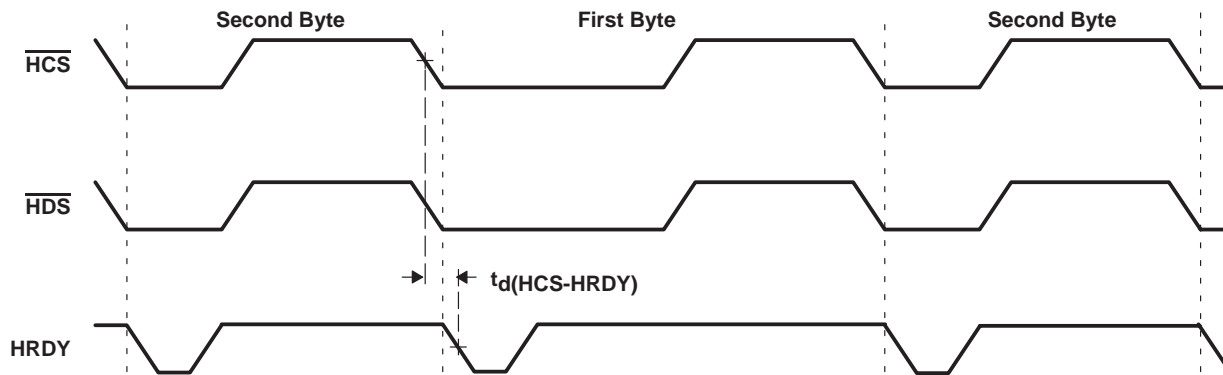 Second Byte
First Byte
Second Byte
HCS
HDS
td(HCS-HRDY)
HRDY